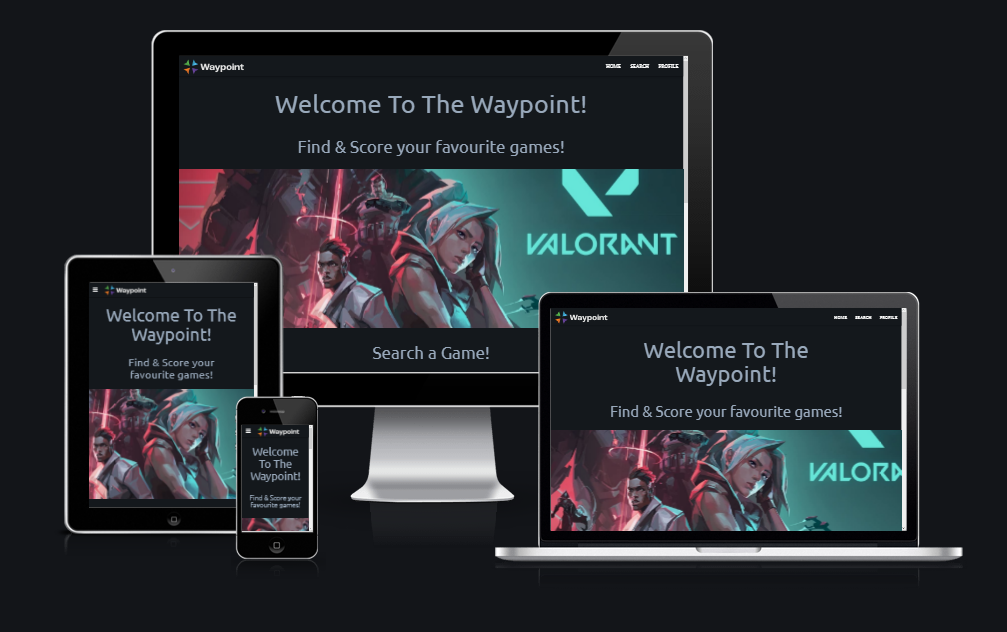 Waypoint
HOME SEARCH PROFILE
Welcome To The Waypoint!
Find & Score your favourite games!
VALORANT
Search a Game!
Waypoint
Welcome To The
Waypoint!
Find & Score your
favourite games!
Waypoint
Welcome
To The
Waypoint!
Find & Score your
favourite games!
Waypoint
HOME SEARCH PROFILE
Welcome To The
Waypoint!
Find & Score your favourite games!
VALORA